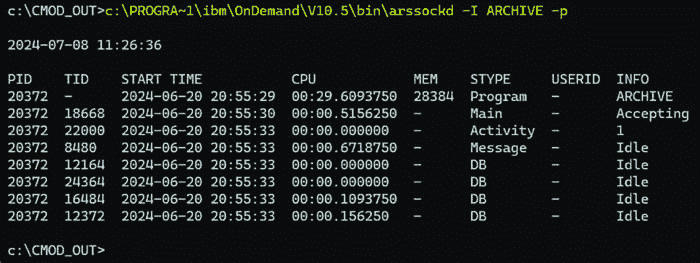 c:\CMOD_OUT>c:\PROGRA~1\ibm\OnDemand\V10.5\bin\arssockd -I ARCHIVE -p
2024-07-08 11:26:36
PID TID START TIME CPU MEM STYPE USERID INFO
20372 - 2024-06-20 20:55:29 00:29.6093750 28384 Program - ARCHIVE
20372 18668 2024-06-20 20:55:30 00:00.5156250 - Main - Accepting
20372 22000 2024-06-20 20:55:33 00:00.000000 - Activity - 1
20372 8480 2024-06-20 20:55:33 00:00.6718750 - Message - Idle
20372 12164 2024-06-20 20:55:33 00:00.000000 - DB - Idle
20372 24364 2024-06-20 20:55:33 00:00.000000 - DB - Idle
20372 16484 2024-06-20 20:55:33 00:00.1093750 - DB - Idle
20372 12372 2024-06-20 20:55:33 00:00.156250 - DB - Idle
c:\CMOD_OUT>